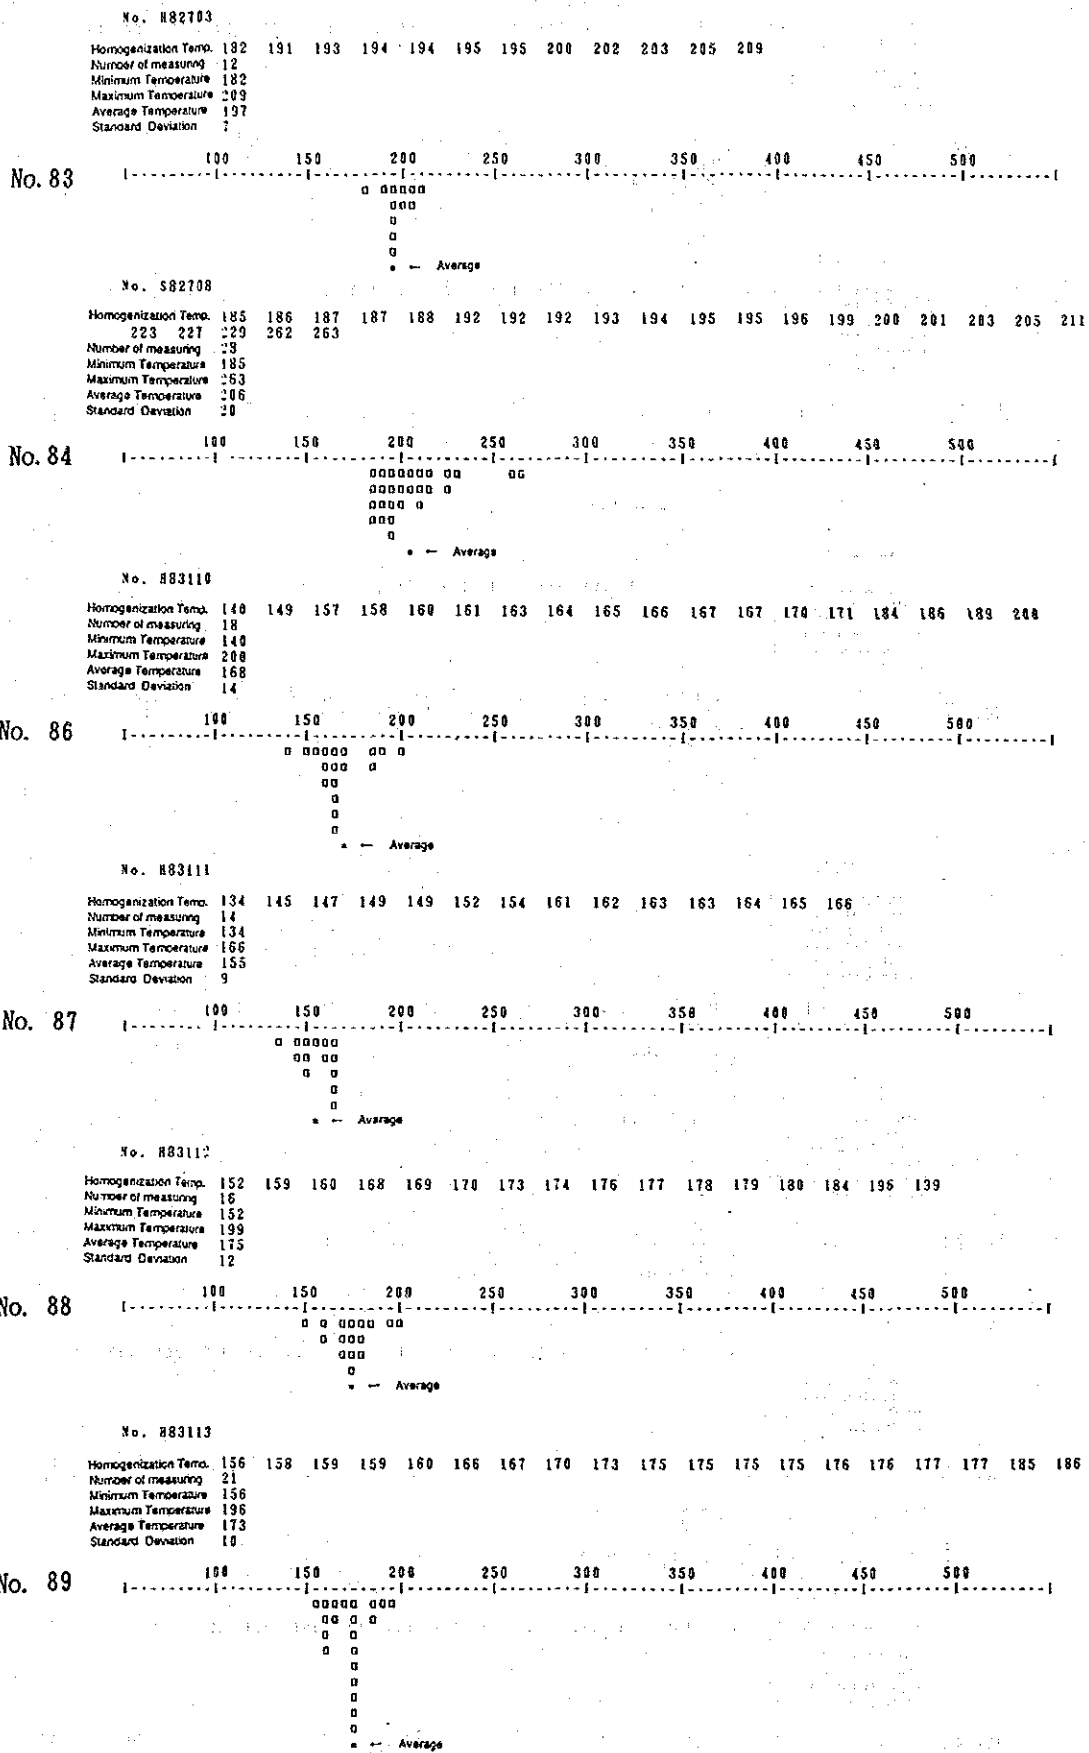 No. H82703
Homogenization Temp. 182 191 193 194 194 195 195 200 202 203 205 209
Number of measuring 12
Minimum Temperature 182
Maximum Temperature 209
Average Temperature 197
Standard Deviation 7
100 150 200 250 300 350 400 450 500
No. 83
← Average
No. S82708
Homogenization Temp. 185 186 187 187 188 192 192 192 193 194 195 195 196 199 200 201 203 205 211
223 227 229 262 263
Number of measuring
Minimum Temperature 185
Maximum Temperature 263
Average Temperature 206
Standard Deviation 20
100 150 200 250 300 350 400 450 500
No. 84
← Average
No. H83110
Homogenization Temp. 140 149 157 158 160 161 163 164 165 166 167 167 170 171 184 186 189 200
Number of measuring 18
Minimum Temperature 140
Maximum Temperature 200
Average Temperature 168
Standard Deviation 14
100 150 200 250 300 350 400 450 500
No. 86
← Average
No. H83111
Homogenization Temp. 134 145 147 149 149 152 154 161 162 163 163 164 165 166
Number of measuring 14
Minimum Temperature 134
Maximum Temperature 166
Average Temperature 155
Standard Deviation 9
100 150 200 250 300 350 400 450 500
No. 87
← Average
No. H83112
Homogenization Temp. 152 159 160 168 169 170 173 174 176 177 178 179 180 184 196 199
Number of measuring 16
Minimum Temperature 152
Maximum Temperature 199
Average Temperature 175
Standard Deviation 12
100 150 200 250 300 350 400 450 500
No. 88
← Average
No. H83113
Homogenization Temp. 156 158 159 159 160 166 167 170 173 175 175 175 175 176 176 177 177 185 186
Number of measuring 21
Minimum Temperature 156
Maximum Temperature 196
Average Temperature 173
Standard Deviation 10
100 150 200 250 300 350 400 450 500
No. 89
← Average